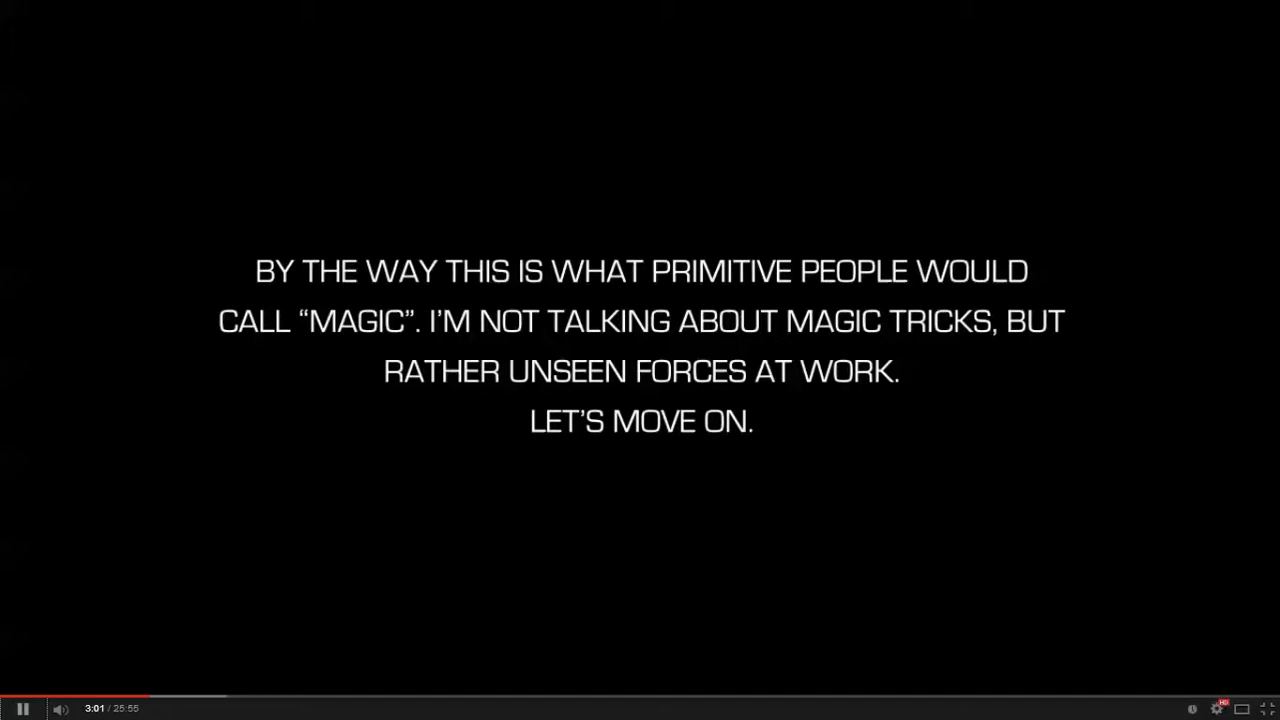 BY THE WAY THIS IS WHAT PRIMITIVE PEOPLE WOULD
CALL “MAGIC”. I’M NOT TALKING ABOUT MAGIC TRICKS, BUT
RATHER UNSEEN FORCES AT WORK.
LET’S MOVE ON.
3:01 / 25:55
HD